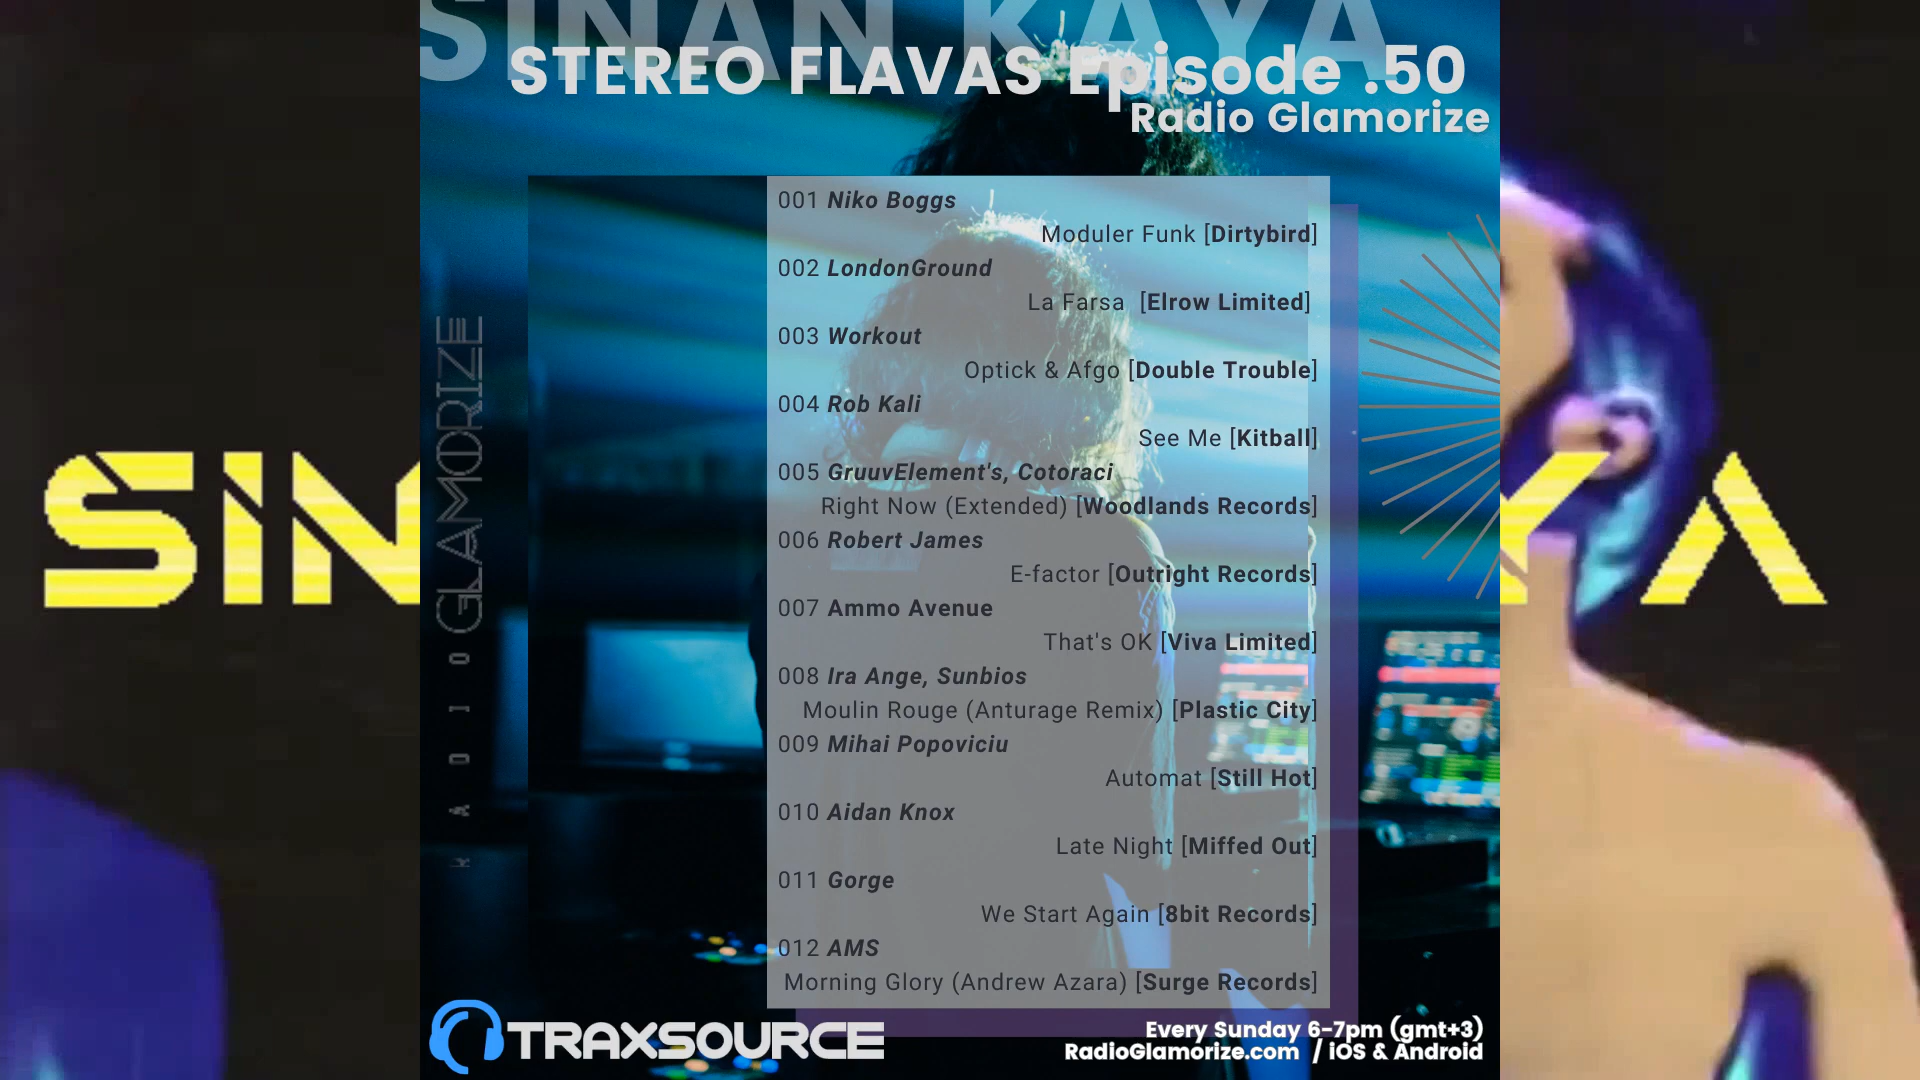 SINAN KAYA
STEREO FLAVAS Episode .50
Radio Glamorize
001 Niko Boggs
Moduler Funk [Dirtybird]
002 LondonGround
La Farsa [Elrow Limited]
003 Workout
Optick & Afgo [Double Trouble]
004 Rob Kali
See Me [Kitball]
005 GruuvElement's, Cotoraci
Right Now (Extended) [Woodlands Records]
006 Robert James
E-factor [Outright Records]
007 Ammo Avenue
That's OK [Viva Limited]
008 Ira Ange, Sunbios
Moulin Rouge (Anturage Remix) [Plastic City]
009 Mihai Popoviciu
Automat [Still Hot]
010 Aidan Knox
Late Night [Miffed Out]
011 Gorge
We Start Again [8bit Records]
012 AMS
Morning Glory (Andrew Azara) [Surge Records]
RADIO GLAMORIZE
SIN
YA
TRAXSOURCE
Every Sunday 6-7pm (gmt+3)
RadioGlamorize.com / iOS & Android